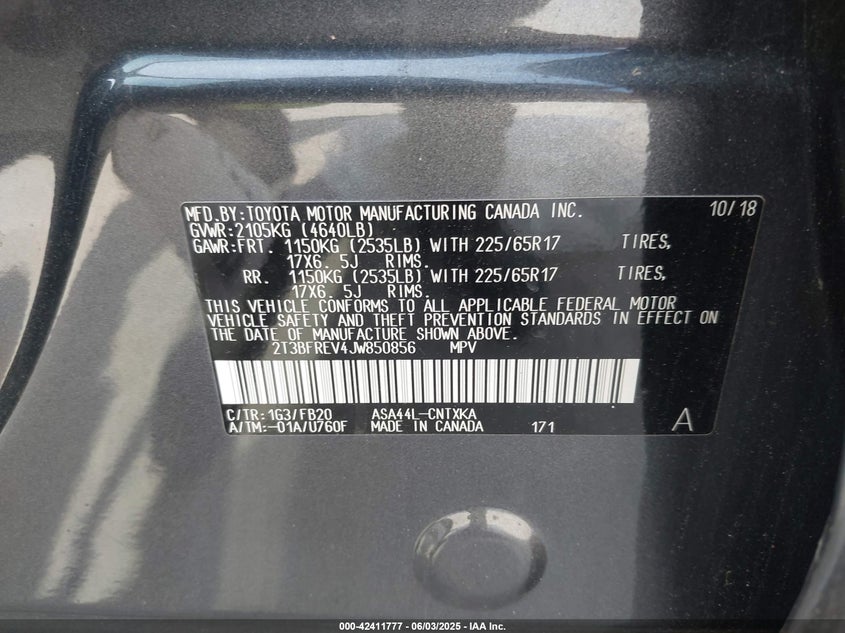 MFD.BY:TOYOTA MOTOR MANUFACTURING CANADA INC. 10/18
GVWR:2105KG (4640LB)
GAWR:FRT. 1150KG (2535LB) WITH 225/65R17 TIRES,
17X6. 5J RIMS.
RR. 1150KG (2535LB) WITH 225/65R17 TIRES,
17X6. 5J RIMS.
THIS VEHICLE CONFORMS TO ALL APPLICABLE FEDERAL MOTOR
VEHICLE SAFETY AND THEFT PREVENTION STANDARDS IN EFFECT ON
THE DATE OF MANUFACTURE SHOWN ABOVE.
2T3BFREV4JW850856 MPV
C/TR:1G3/FB20 ASA44L-CNTXKA
A/TM:-01A/U760F MADE IN CANADA 171 A
000-42411777 - 06/03/2025 - IAA Inc.